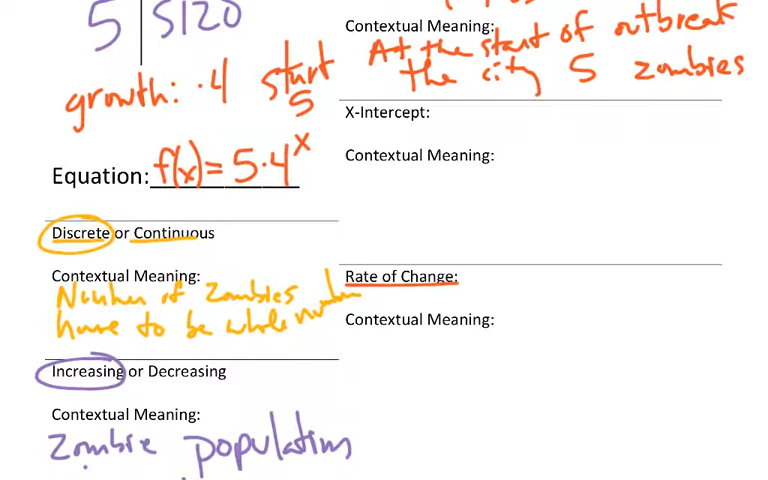 5 | 5120
growth: ·4 start
5
Equation: f(x) = 5·4^x
Discrete or Continuous
Contextual Meaning:
Number of zombies
have to be whole number
Increasing or Decreasing
Contextual Meaning:
Zombie population
Contextual Meaning:
At the start of outbreak
the city 5 zombies
X-Intercept:
Contextual Meaning:
Rate of Change:
Contextual Meaning: